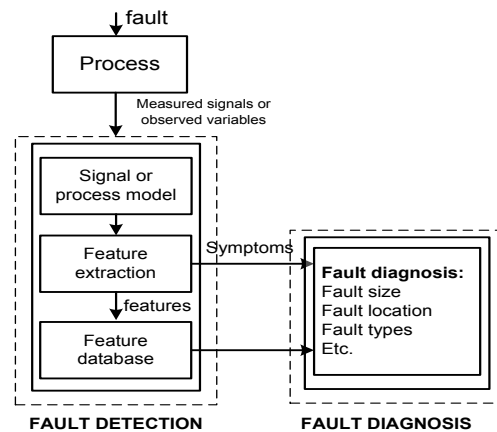 fault
Process
Measured signals or
observed variables
Signal or
process model
Feature
extraction
Symptoms
features
Feature
database
Fault diagnosis:
Fault size
Fault location
Fault types
Etc.
FAULT DETECTION
FAULT DIAGNOSIS